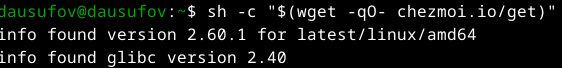 dausufov@dausufov:~$ sh -c "$(wget -qO- chezmoi.io/get)"
info found version 2.60.1 for latest/linux/amd64
info found glibc version 2.40